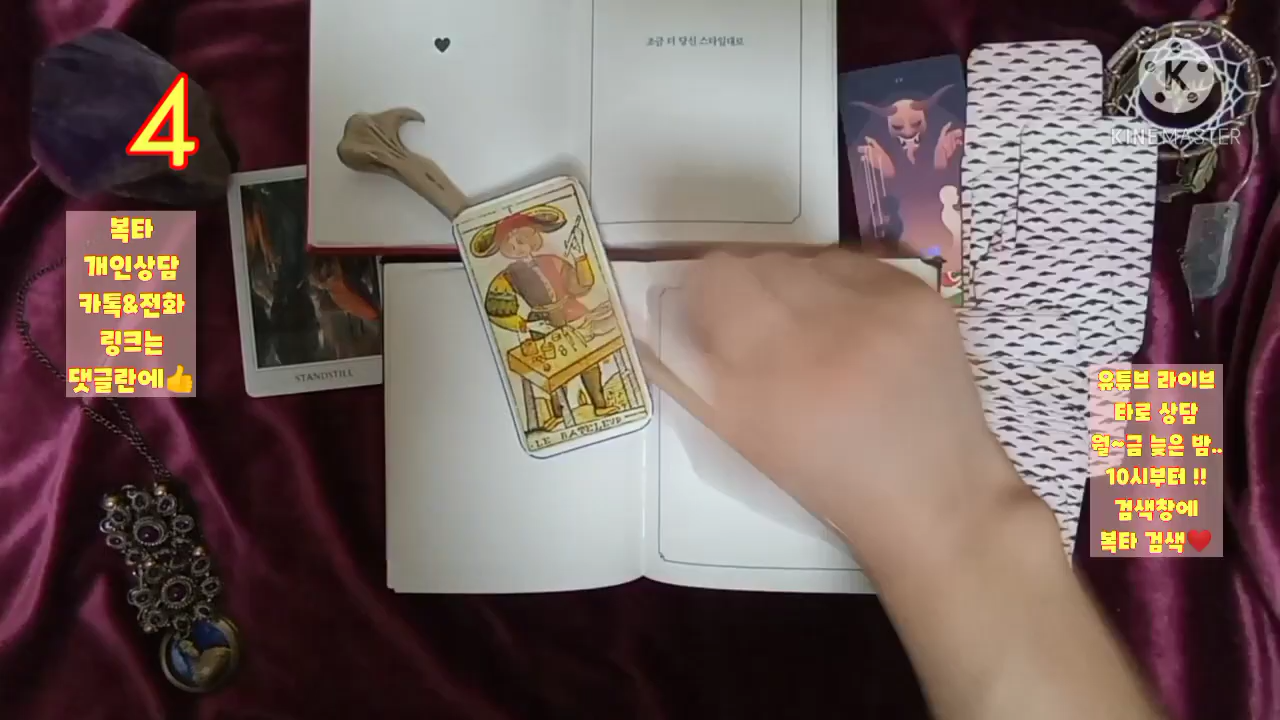 4
복타
개인상담
카톡&전화
링크는
댓글란에👍
조금 더 당신 스타일대로
STANDSTILL
I
LE BATELEUR
K
KINEMASTER
유튜브 라이브
타로 상담
월~금 늦은 밤..
10시부터 !!
검색창에
복타 검색♥